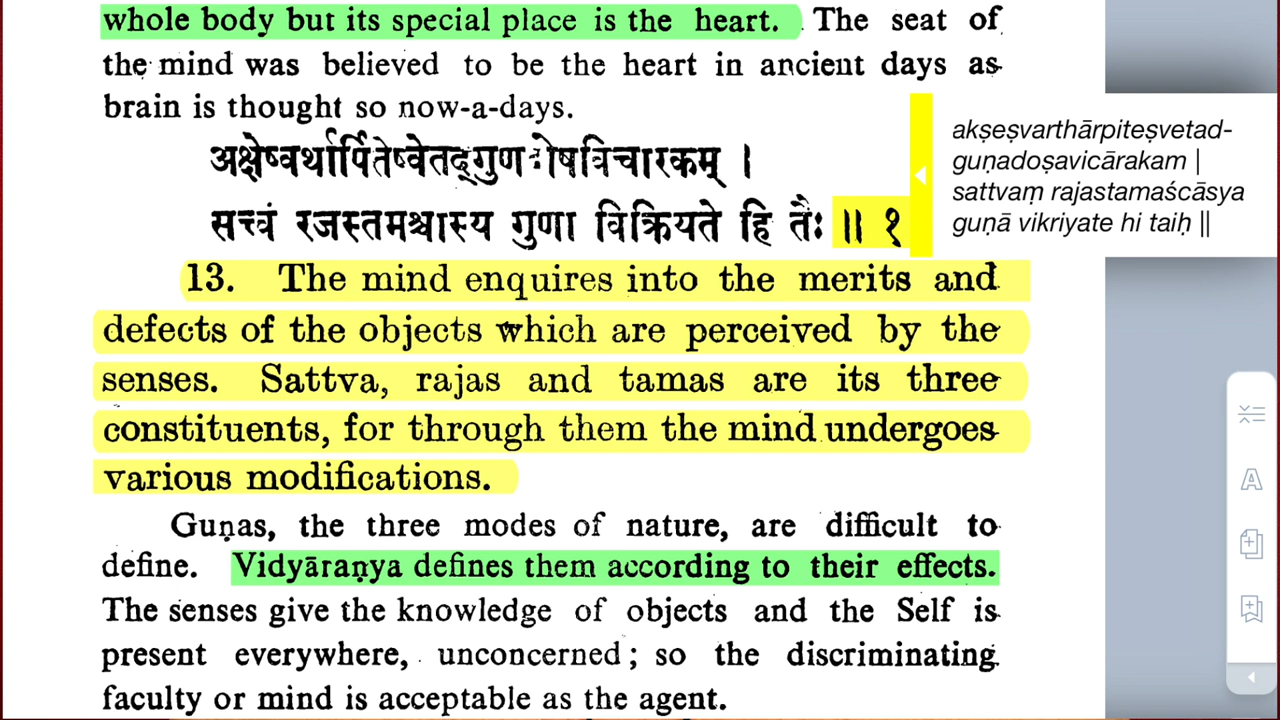 whole body but its special place is the heart. The seat of
the mind was believed to be the heart in ancient days as
brain is thought so now-a-days.
अक्षेष्वर्थार्पितेष्वेतद्गुणदोषविचारकम् ।
सत्त्वं रजस्तमश्चास्य गुणा विक्रियते हि तैः ॥ १
13. The mind enquires into the merits and
defects of the objects which are perceived by the
senses. Sattva, rajas and tamas are its three
constituents, for through them the mind undergoes
various modifications.
Guṇas, the three modes of nature, are difficult to
define. Vidyāraṇya defines them according to their effects.
The senses give the knowledge of objects and the Self is
present everywhere, unconcerned; so the discriminating
faculty or mind is acceptable as the agent.
akṣeṣvarthārpiteṣvetad-
guṇadoṣavicārakam |
sattvaṃ rajastamaścāsya
guṇā vikriyate hi taiḥ ||
A